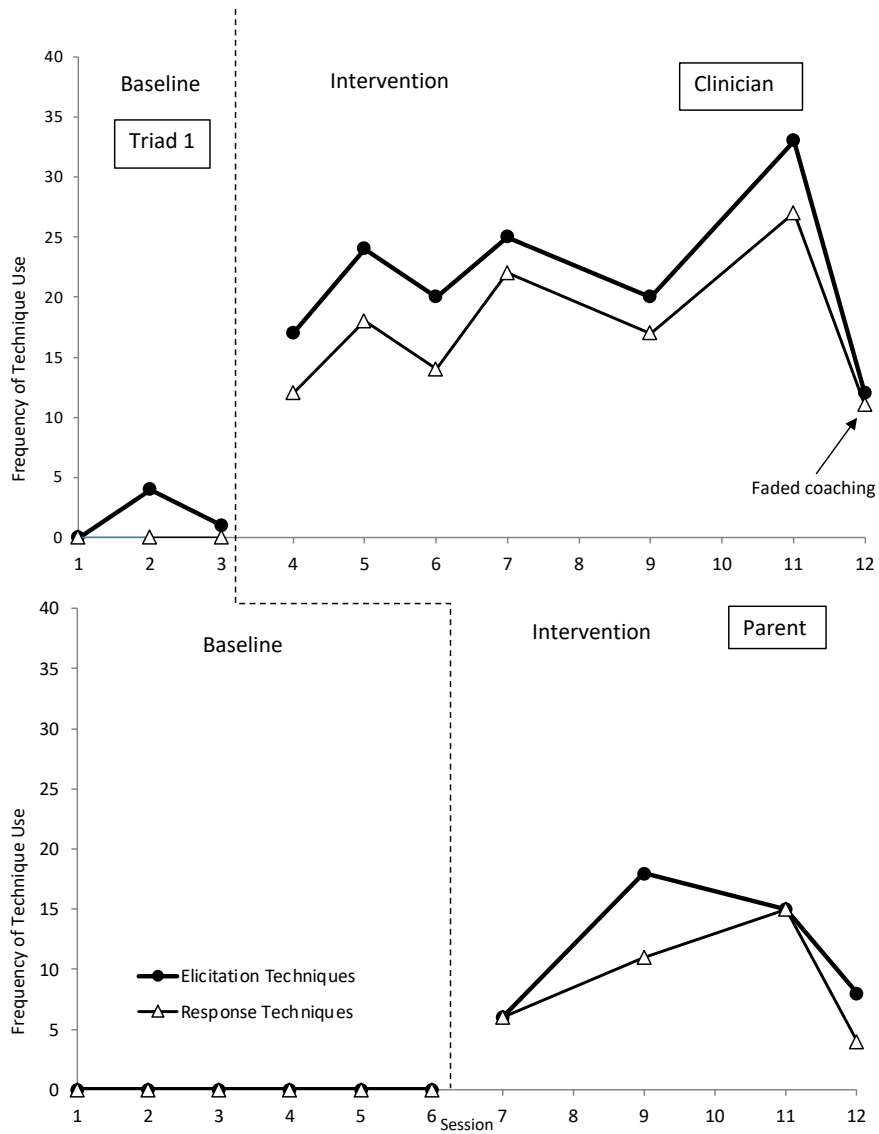 40
Baseline
Intervention
Clinician
35
Triad 1
30
25
20
15
10
Faded coaching
5
0
1 2 3 4 5 6 7 8 9 10 11 12
Frequency of Technique Use
40
Baseline
Intervention
Parent
35
30
25
20
15
10
Elicitation Techniques
Response Techniques
5
0
1 2 3 4 5 6 7 8 9 10 11 12
Session
Frequency of Technique Use